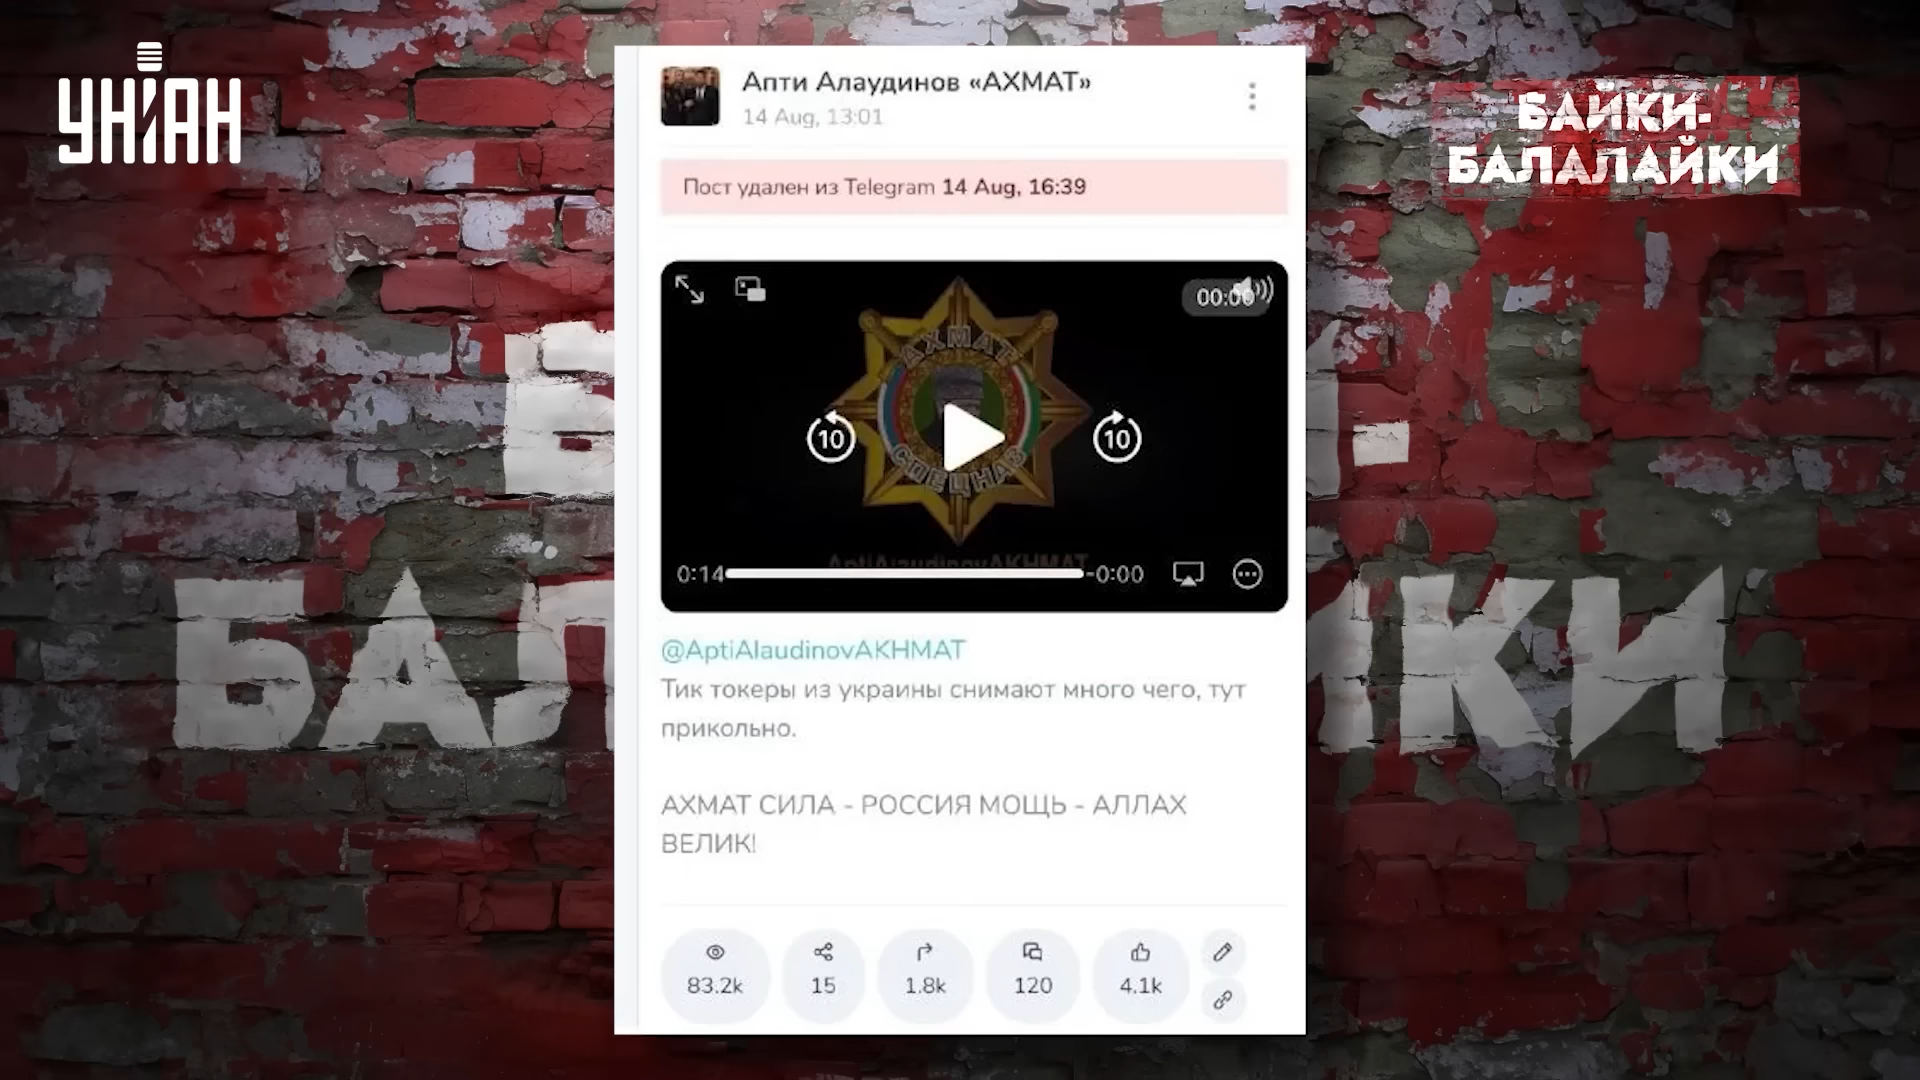 УНІАН
БАЙКИ-
БАЛАЛАЙКИ
Апти Алаудинов «АХМАТ»
14 Aug, 13:01
Пост удален из Telegram 14 Aug, 16:39
00:00
АХМАТ
СПЕЦНАЗ
10
10
AptiAlaudinovAKHMAT
0:14
-0:00
@AptiAlaudinovAKHMAT
Тик токеры из украины снимают много чего, тут
прикольно.
АХМАТ СИЛА - РОССИЯ МОЩЬ - АЛЛАХ
ВЕЛИК!
83.2k
15
1.8k
120
4.1k